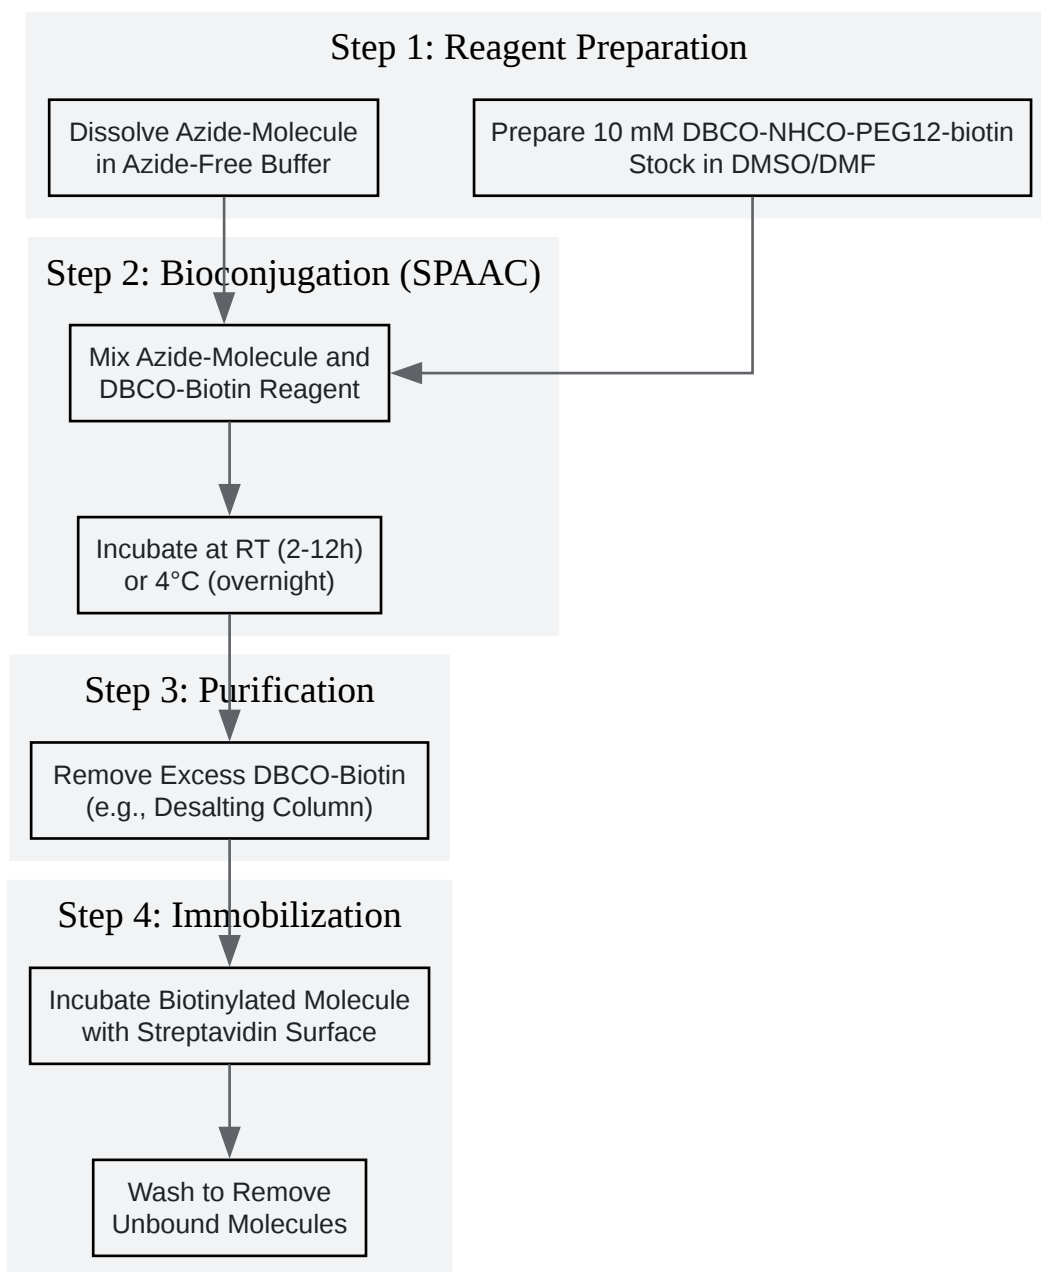 Step 1: Reagent Preparation
Dissolve Azide-Molecule
in Azide-Free Buffer
Prepare 10 mM DBCO-NHCO-PEG12-biotin
Stock in DMSO/DMF
Step 2: Bioconjugation (SPAAC)
Mix Azide-Molecule and
DBCO-Biotin Reagent
Incubate at RT (2-12h)
or 4°C (overnight)
Step 3: Purification
Remove Excess DBCO-Biotin
(e.g., Desalting Column)
Step 4: Immobilization
Incubate Biotinylated Molecule
with Streptavidin Surface
Wash to Remove
Unbound Molecules